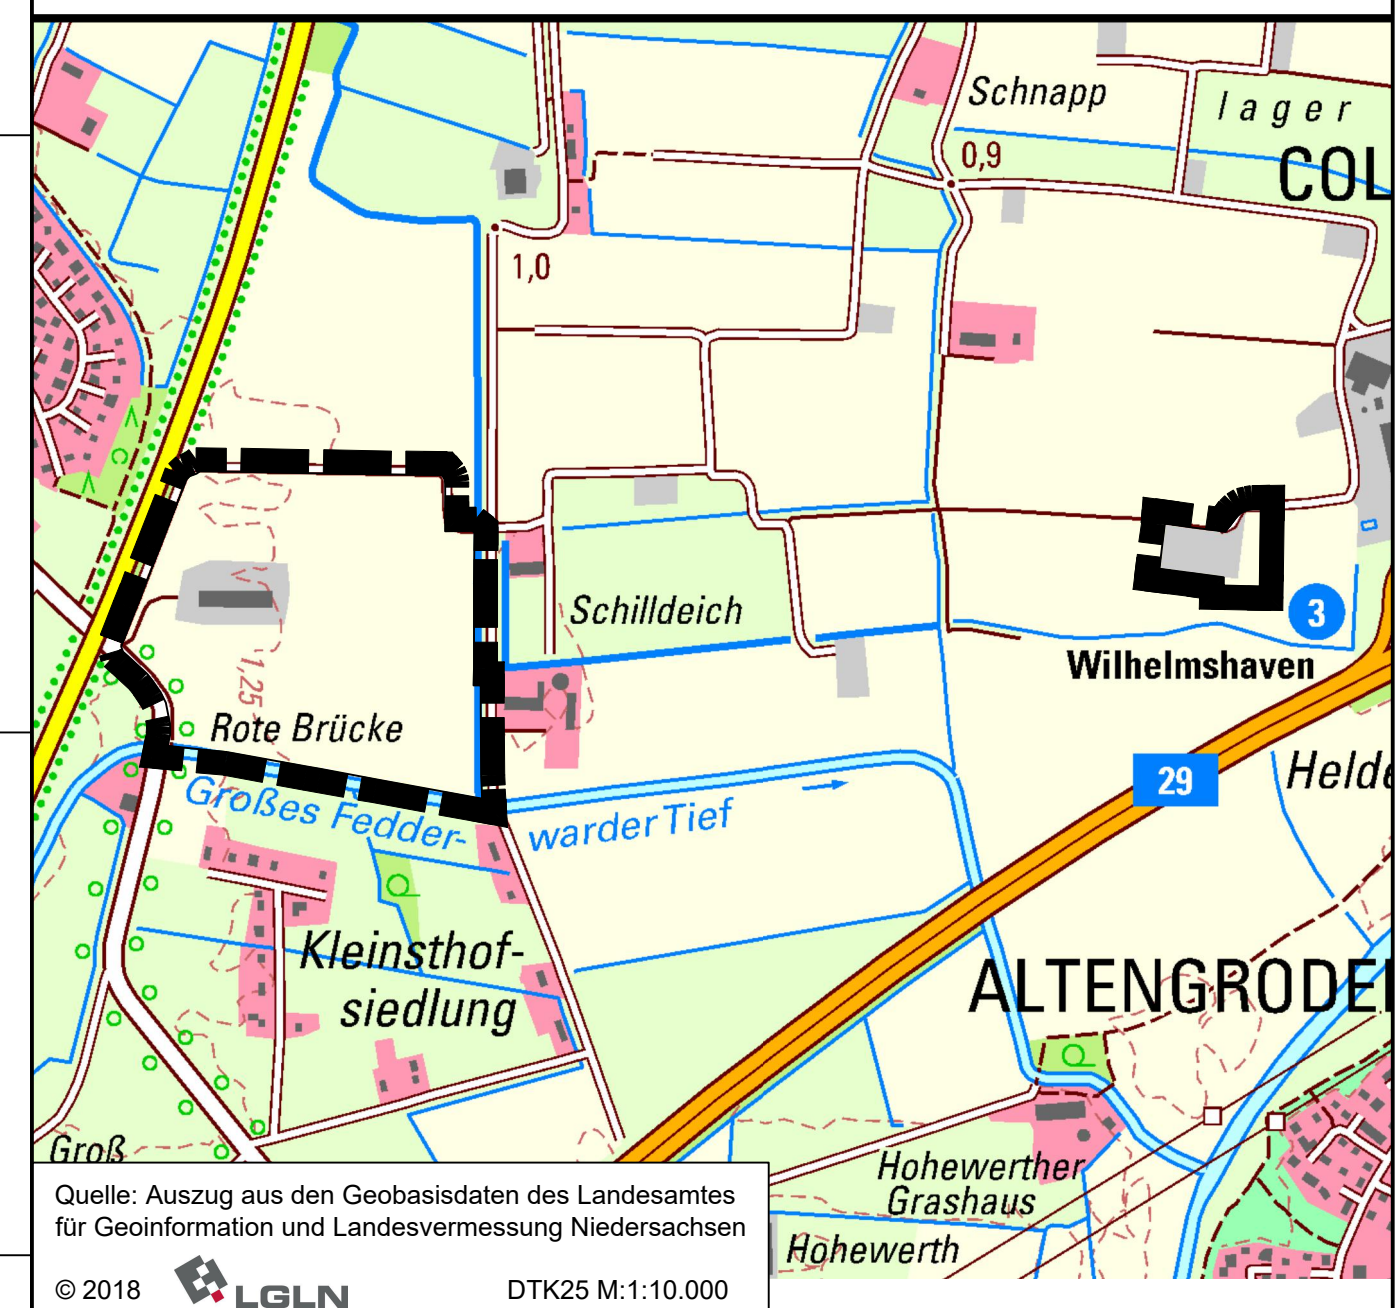 Schnapp
lager
COL
0,9
1,0
Schilldeich
3
Wilhelmshaven
1,25
Rote Brücke
29
Helde
Großes Fedder-
warder Tief
Kleinsthof-
siedlung
ALTENGRODE
Groß
Hohewerther
Grashaus
Hohewerth
Quelle: Auszug aus den Geobasisdaten des Landesamtes
für Geoinformation und Landesvermessung Niedersachsen
© 2018 LGLN DTK25 M:1:10.000